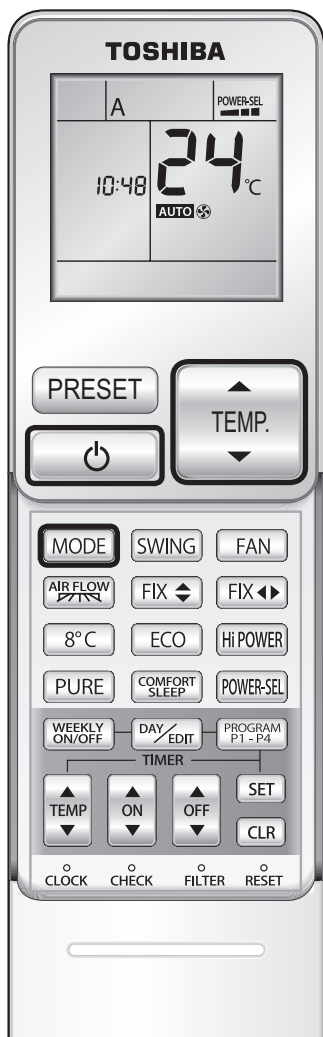 TOSHIBA
A POWER-SEL
10:48 24 °C
AUTO
PRESET
TEMP.
MODE SWING FAN
AIR FLOW FIX FIX
8°C ECO Hi POWER
PURE COMFORT SLEEP POWER-SEL
WEEKLY ON/OFF DAY/EDIT PROGRAM P1 - P4
TIMER
TEMP ON OFF SET
CLR
CLOCK CHECK FILTER RESET